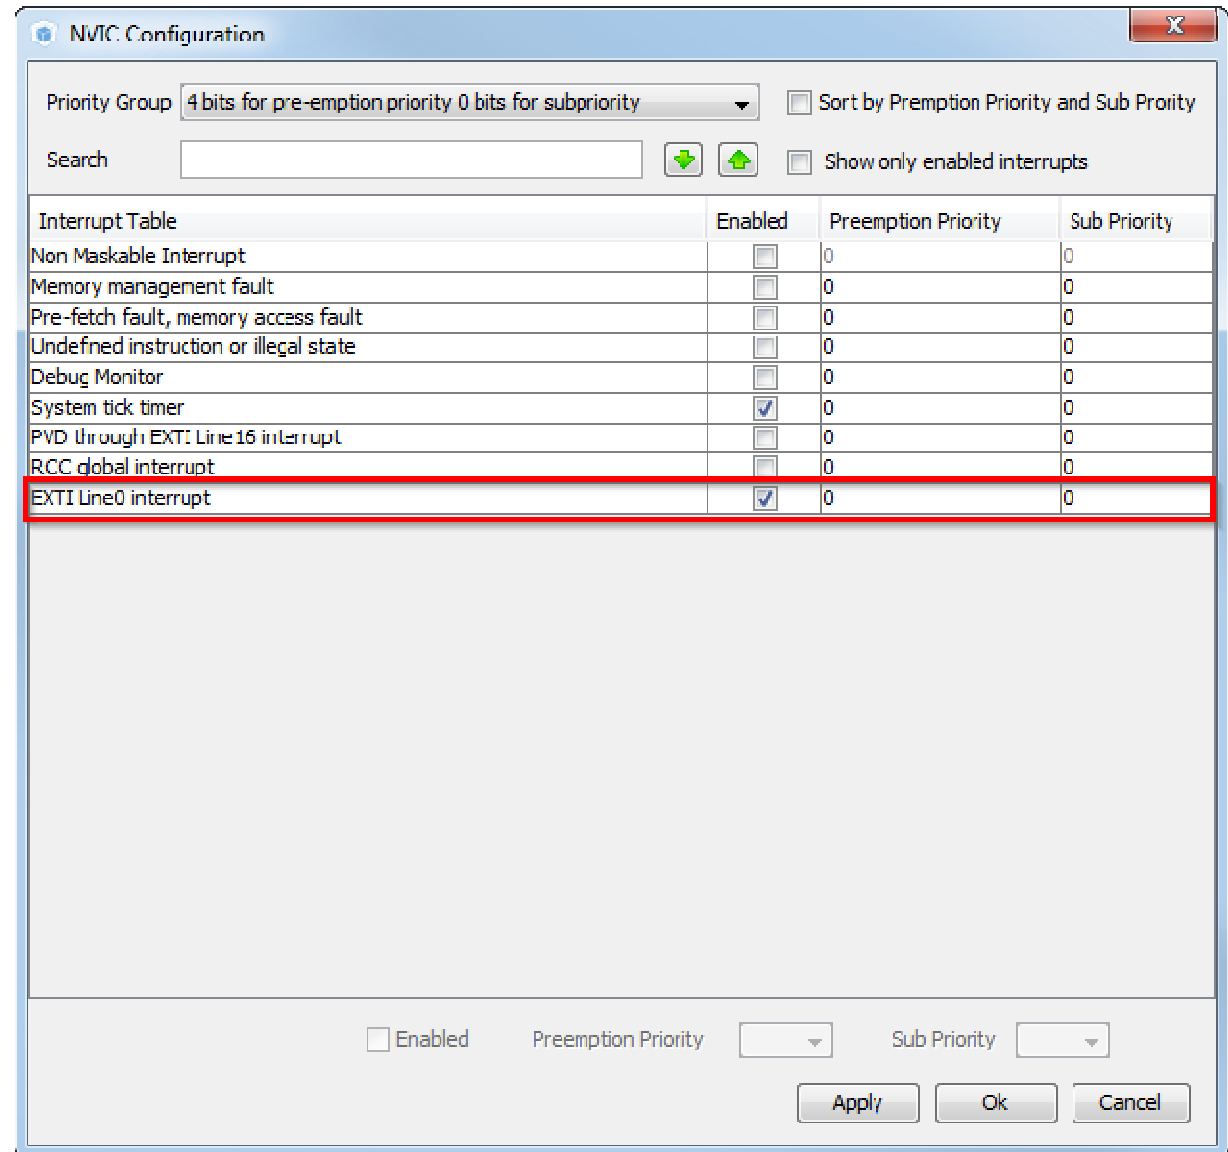 NVIC Configuration
Priority Group 4 bits for pre-emption priority 0 bits for subpriority Sort by Premption Priority and Sub Prority
Search Show only enabled interrupts
Interrupt Table Enabled Preemption Priority Sub Priority
Non Maskable Interrupt 0 0
Memory management fault 0 0
Pre-fetch fault, memory access fault 0 0
Undefined instruction or illegal state 0 0
Debug Monitor 0 0
System tick timer 0 0
PVD through EXTI Line16 interrupt 0 0
RCC global interrupt 0 0
EXTI Line0 interrupt 0 0
Enabled Preemption Priority Sub Priority
Apply Ok Cancel